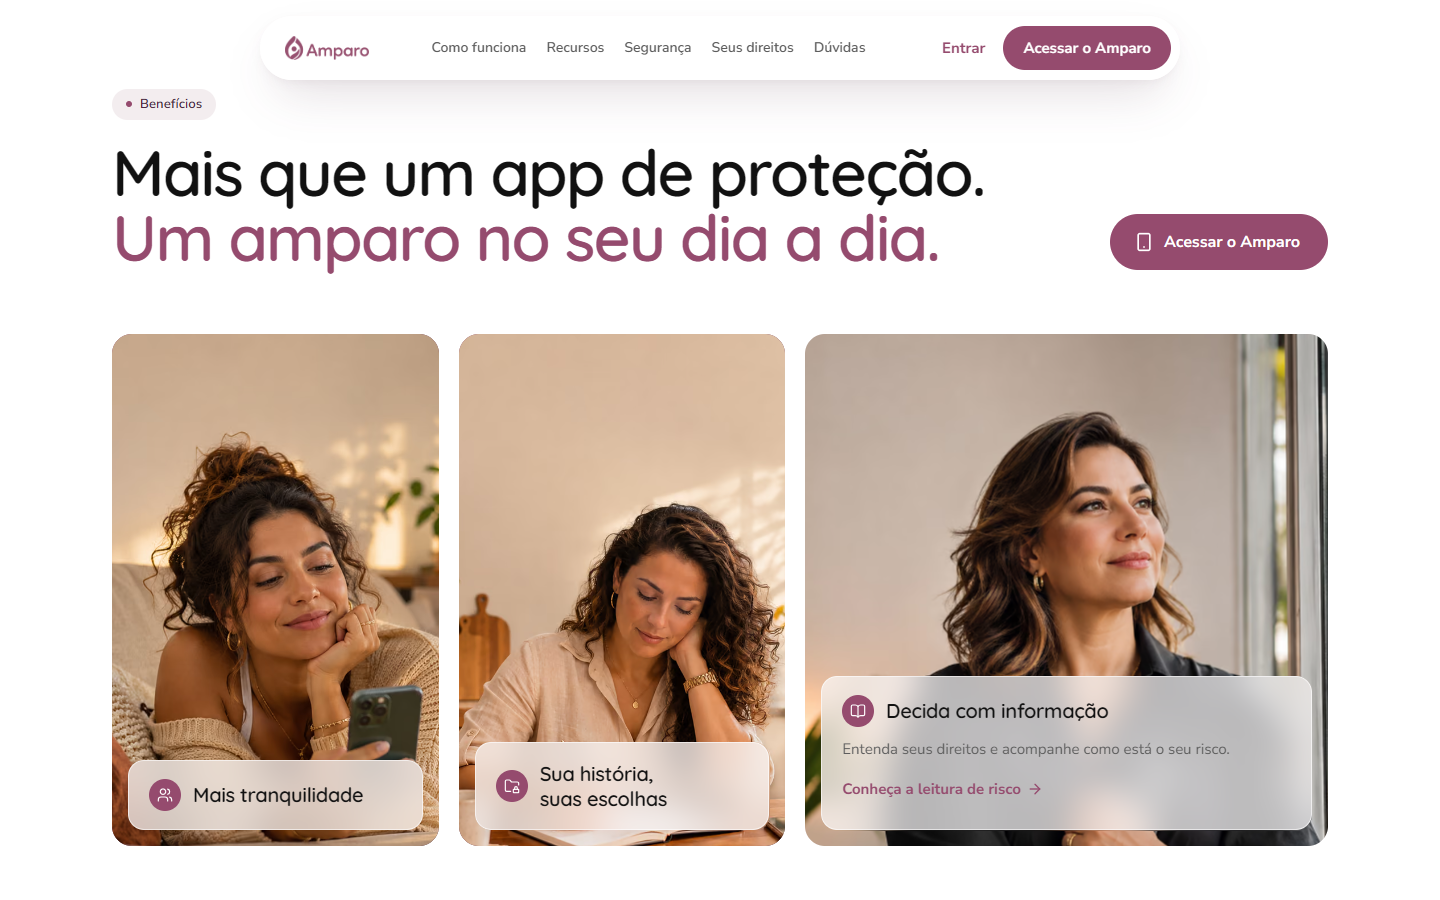 Amparo
Como funciona
Recursos
Segurança
Seus direitos
Dúvidas
Entrar
Acessar o Amparo
Benefícios
Mais que um app de proteção.
Um amparo no seu dia a dia.
Acessar o Amparo
Mais tranquilidade
Sua história,
suas escolhas
Decida com informação
Entenda seus direitos e acompanhe como está o seu risco.
Conheça a leitura de risco